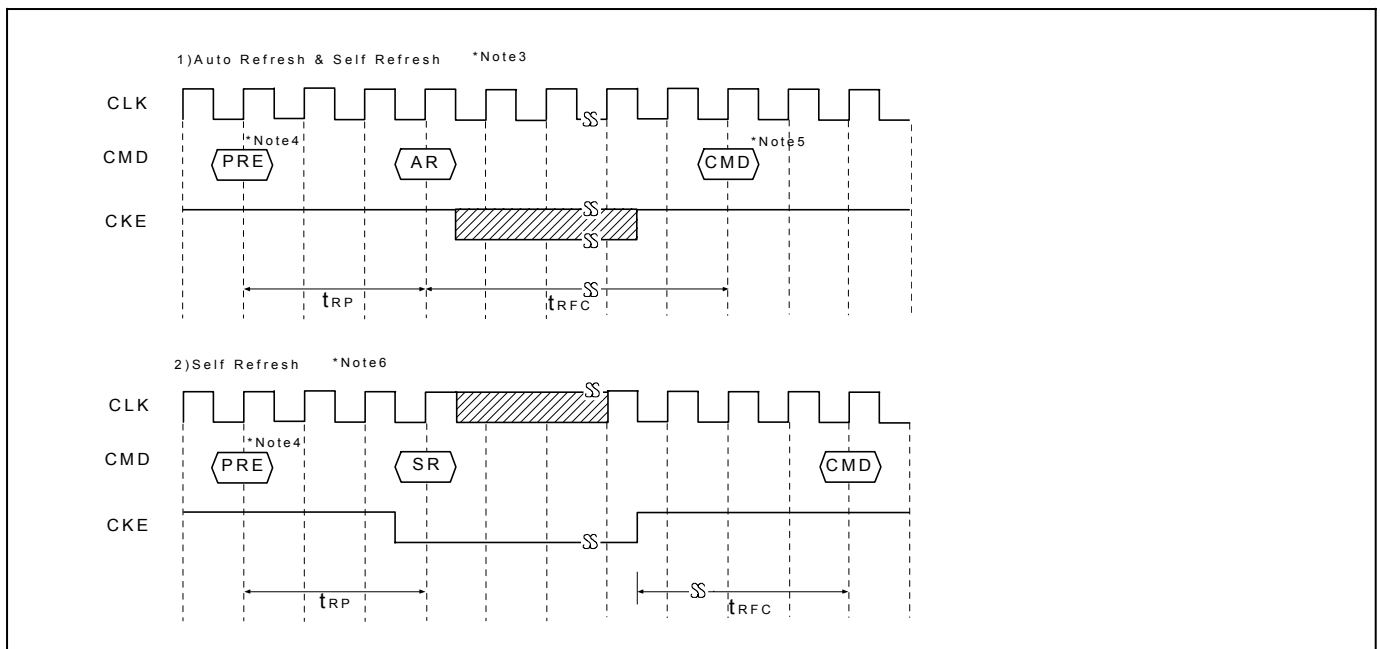 1)Auto Refresh & Self Refresh *Note3
CLK
*Note4 *Note5
CMD PRE AR CMD
CKE
tRP tRFC
2)Self Refresh *Note6
CLK
*Note4
CMD PRE SR CMD
CKE
tRP tRFC